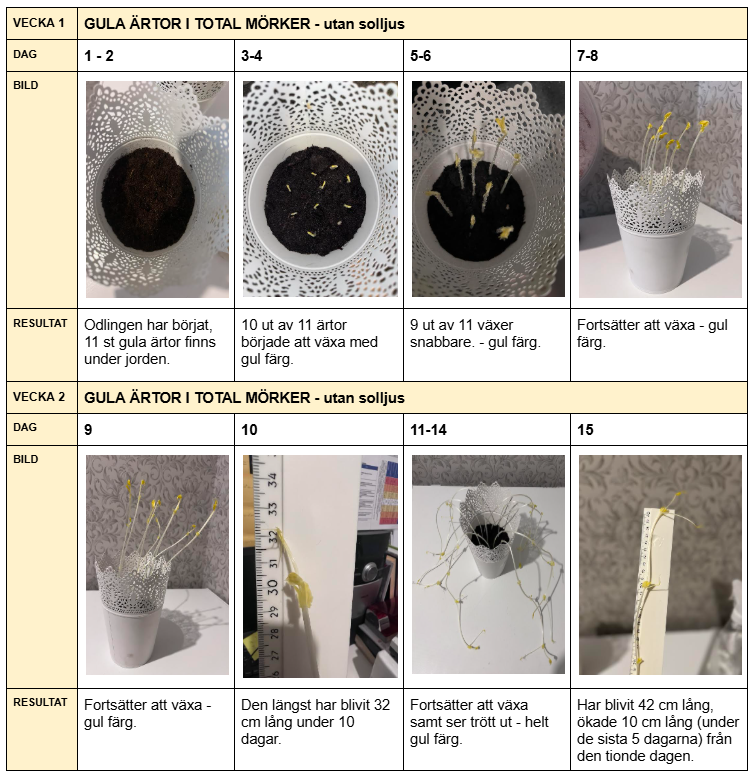 VECKA 1 GULA ÄRTOR I TOTAL MÖRKER - utan solljus
DAG 1 - 2 3-4 5-6 7-8
BILD
RESULTAT
Odlingen har börjat,
11 st gula ärtor finns
under jorden.
10 ut av 11 ärtor
började att växa med
gul färg.
9 ut av 11 växer
snabbare. - gul färg.
Fortsätter att växa - gul
färg.
VECKA 2 GULA ÄRTOR I TOTAL MÖRKER - utan solljus
DAG 9 10 11-14 15
BILD
34
33
32
30
29
28
27
RESULTAT
Fortsätter att växa -
gul färg.
Den längst har blivit 32
cm lång under 10
dagar.
Fortsätter att växa
samt ser trött ut - helt
gul färg.
Har blivit 42 cm lång,
ökade 10 cm lång (under
de sista 5 dagarna) från
den tionde dagen.